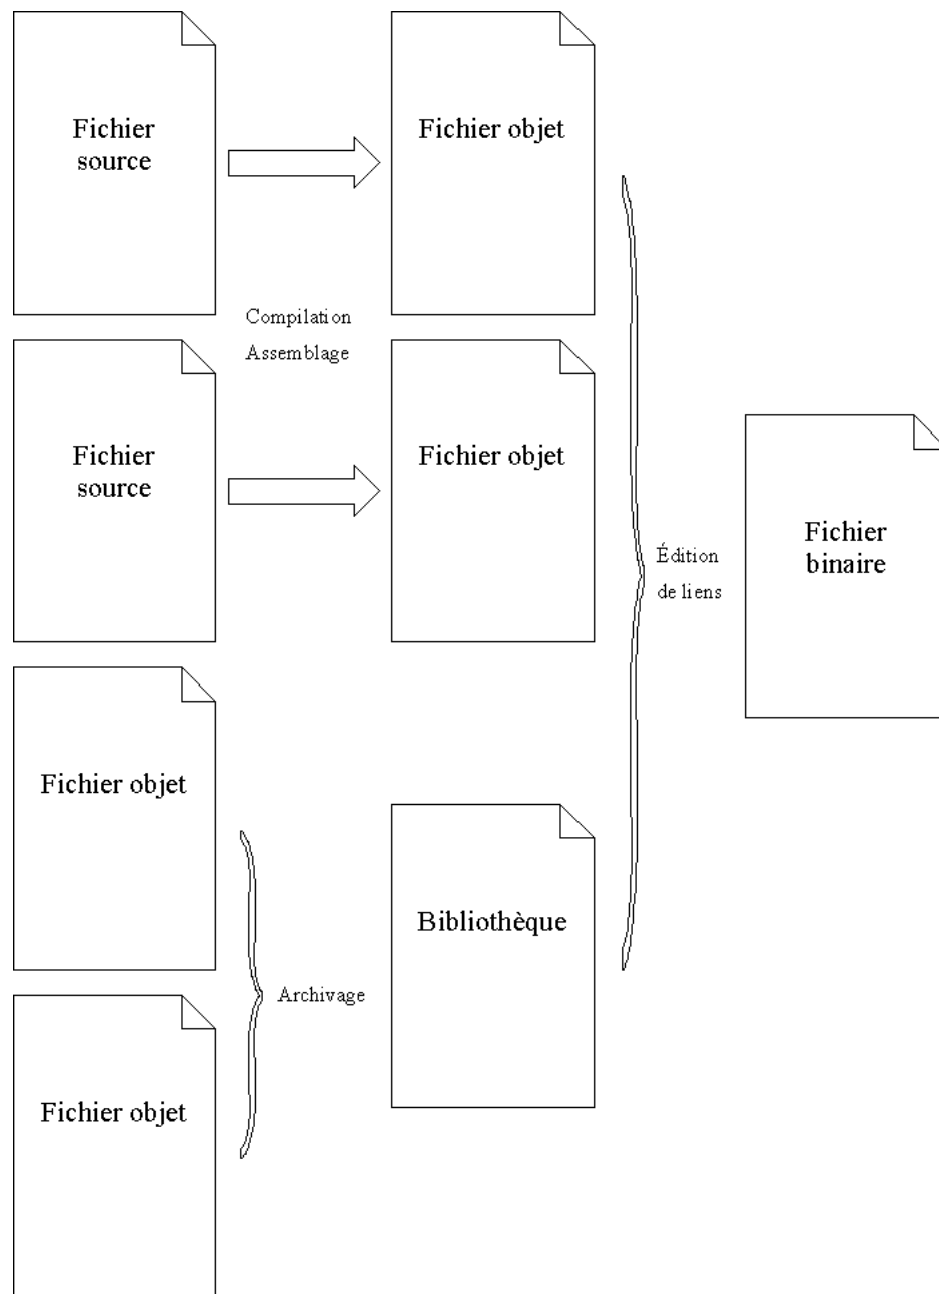 Fichier
source
Fichier objet
Compilation
Assemblage
Fichier
source
Fichier objet
Édition
de liens
Fichier
binaire
Fichier objet
Bibliothèque
Archivage
Fichier objet